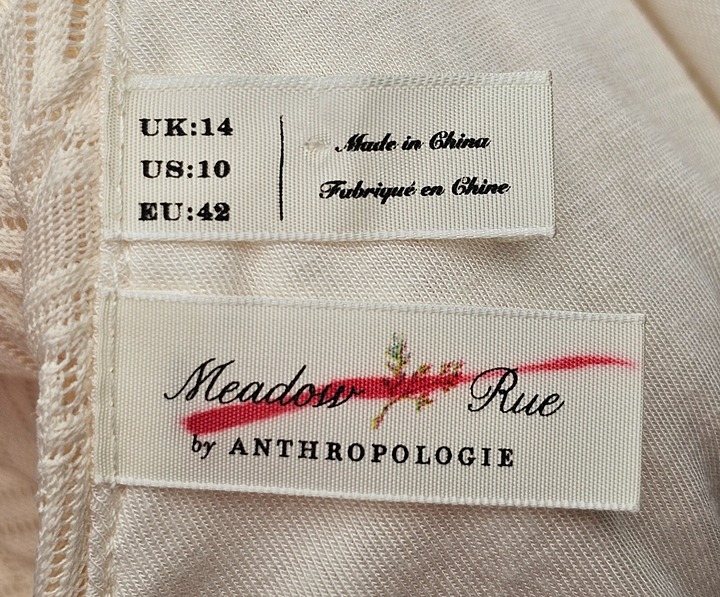 UK:14
US:10
EU:42
Made in China
Fabriqué en Chine
Meadow Rue
by ANTHROPOLOGIE